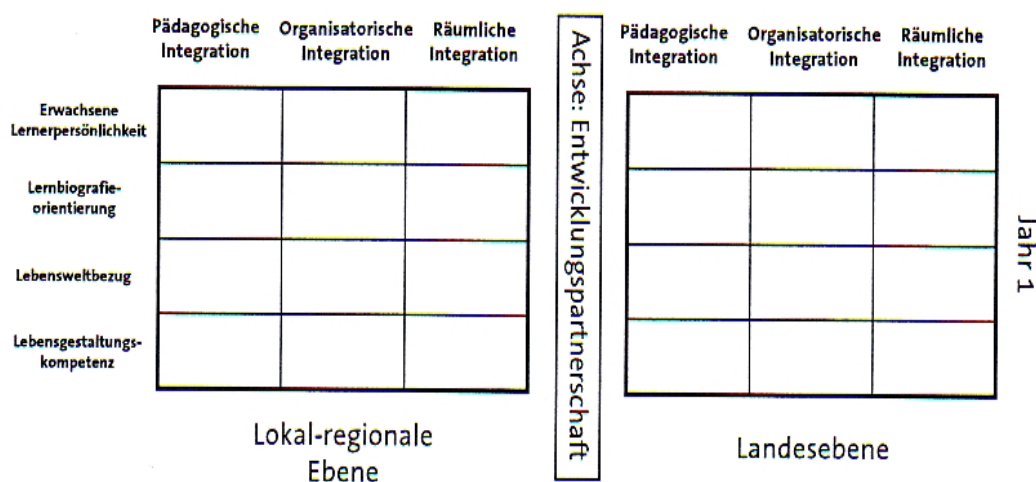 Pädagogische
Integration
Organisatorische
Integration
Räumliche
Integration
Erwachsene
Lernerpersönlichkeit
Lernbiografie-
orientierung
Lebensweltbezug
Lebensgestaltungs-
kompetenz
Lokal-regionale
Ebene
Achse: Entwicklungspartnerschaft
Pädagogische
Integration
Organisatorische
Integration
Räumliche
Integration
Landesebene
Jahr 1